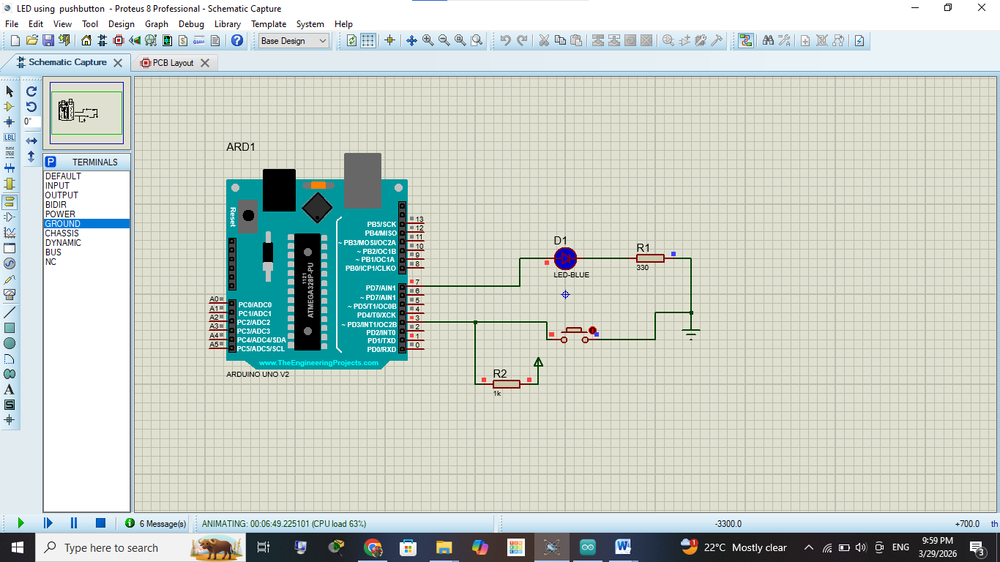 LED using pushbutton - Proteus 8 Professional - Schematic Capture
File Edit View Tool Design Graph Debug Library Template System Help
Base Design
Schematic Capture
PCB Layout
0°
LBL
P TERMINALS
DEFAULT
INPUT
OUTPUT
BIDIR
POWER
GROUND
CHASSIS
DYNAMIC
BUS
NC
A
S
ARD1
Reset
1121
ATMEGA328P-PU
PB5/SCK 13
PB4/MISO 12
~ PB3/MOSI/OC2A 11
~ PB2/OC1B 10
~ PB1/OC1A 9
PB0/ICP1/CLKO 8
PD7/AIN1 7
~ PD7/AIN1 6
~ PD5/T1/OC0B 5
PD4/T0/XCK 4
~ PD3/INT1/OC2B 3
PD2/INT0 2
PD1/TXD 1
PD0/RXD 0
A0 PC0/ADC0
A1 PC1/ADC1
A2 PC2/ADC2
A3 PC3/ADC3
A4 PC4/ADC4/SDA
A5 PC5/ADC5/SCL
www.TheEngineeringProjects.com
ARDUINO UNO V2
D1
LED-BLUE
R1
330
R2
1k
6 Message(s)
ANIMATING: 00:06:49.225101 (CPU load 63%)
-3300.0
+700.0
th
Type here to search
1
22°C Mostly clear
ENG
9:59 PM
3/29/2026
3